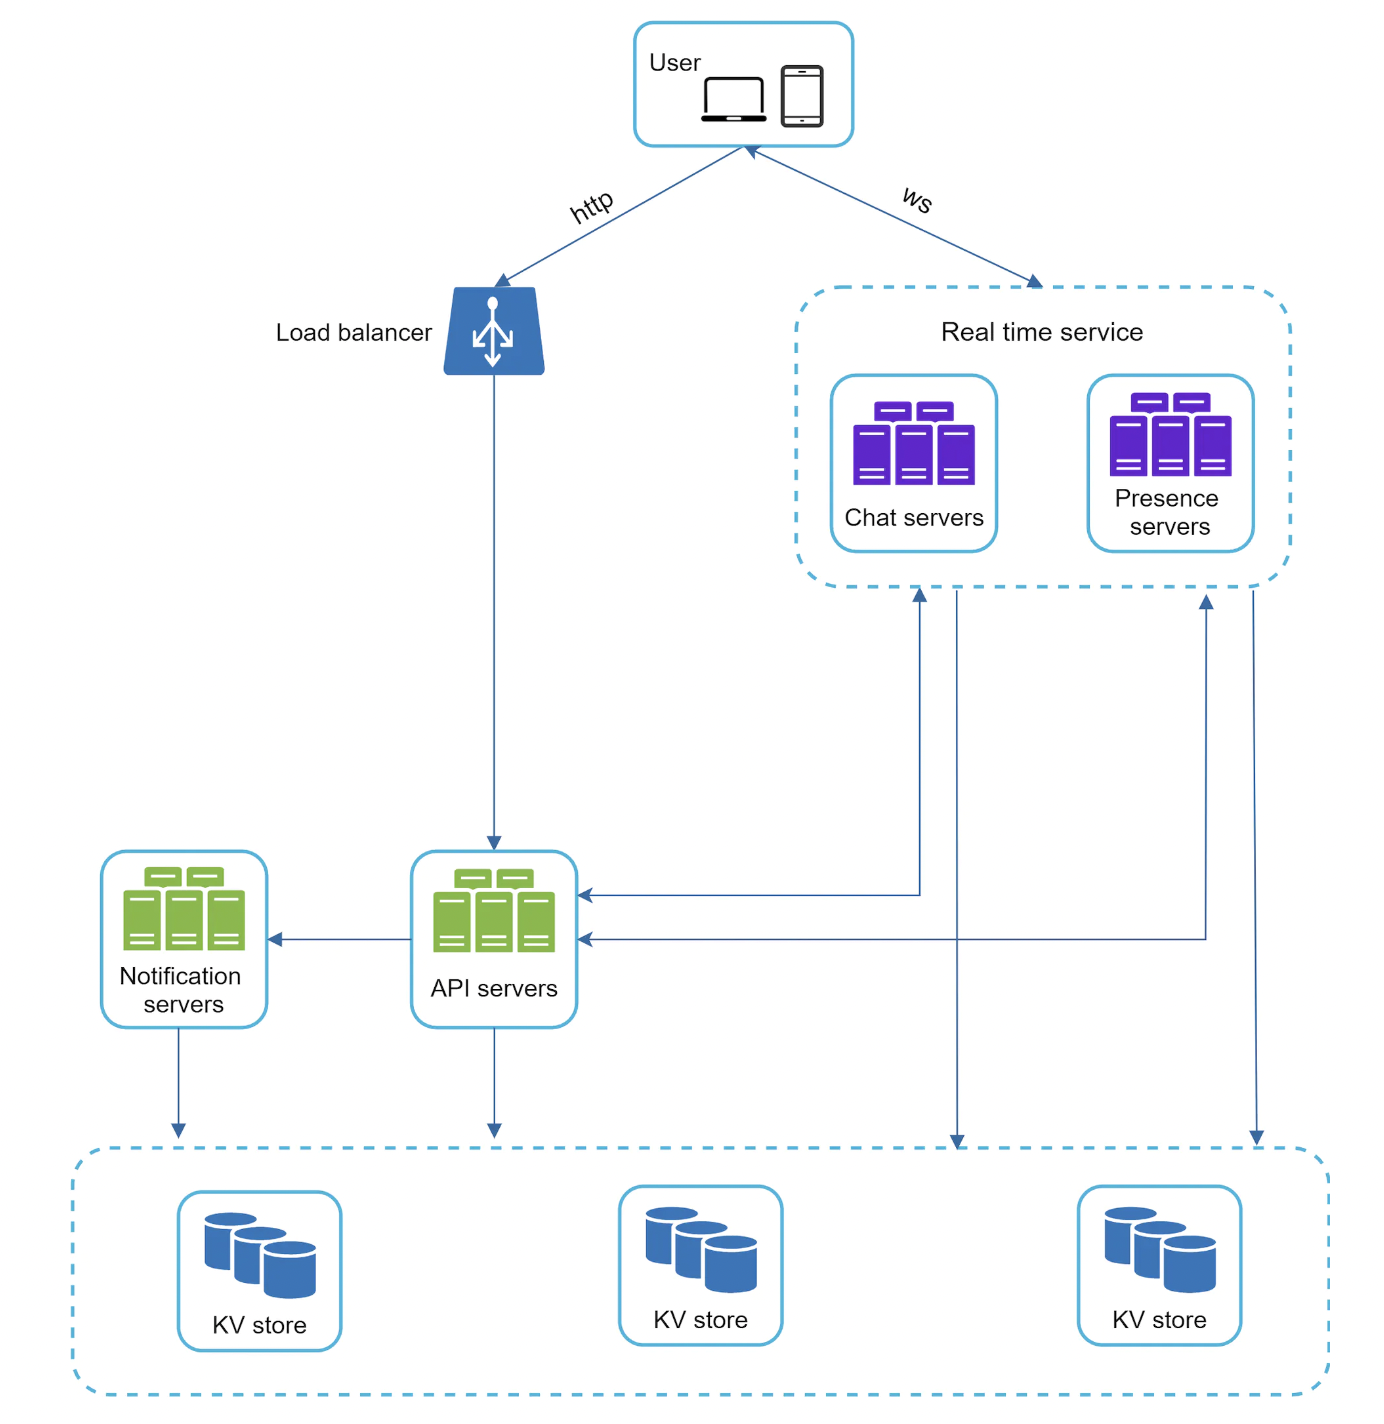 User
http
ws
Load balancer
Real time service
Chat servers
Presence
servers
Notification
servers
API servers
KV store
KV store
KV store